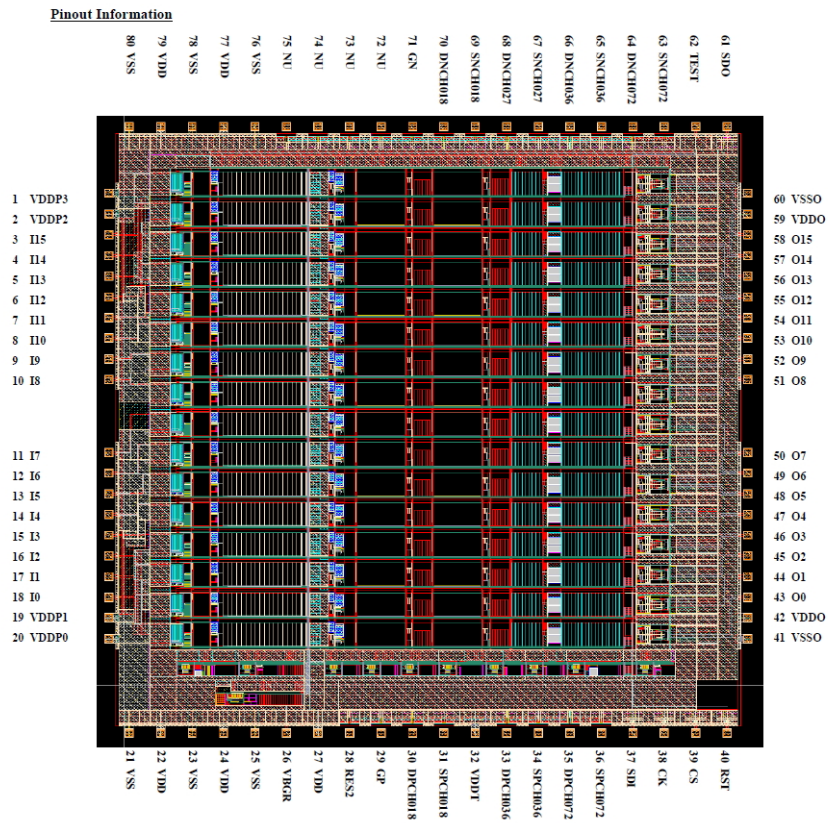 Pinout Information
80 VSS
79 VDD
78 VSS
77 VDD
76 VSS
75 NU
74 NU
73 NU
72 NU
71 GN
70 DNCH018
69 SNCH018
68 DNCH027
67 SNCH027
66 DNCH036
65 SNCH036
64 DNCH072
63 SNCH072
62 TEST
61 SDO
1 VDDP3
2 VDDP2
3 I15
4 I14
5 I13
6 I12
7 I11
8 I10
9 I9
10 I8
11 I7
12 I6
13 I5
14 I4
15 I3
16 I2
17 I1
18 I0
19 VDDP1
20 VDDP0
60 VSSO
59 VDDO
58 O15
57 O14
56 O13
55 O12
54 O11
53 O10
52 O9
51 O8
50 O7
49 O6
48 O5
47 O4
46 O3
45 O2
44 O1
43 O0
42 VDDO
41 VSSO
21 VSS
22 VDD
23 VSS
24 VDD
25 VSS
26 VBGR
27 VDD
28 RES2
29 GP
30 DPCH018
31 SPCH018
32 VDDT
33 DPCH036
34 SPCH036
35 DPCH072
36 SPCH072
37 SDI
38 CK
39 CS
40 RST